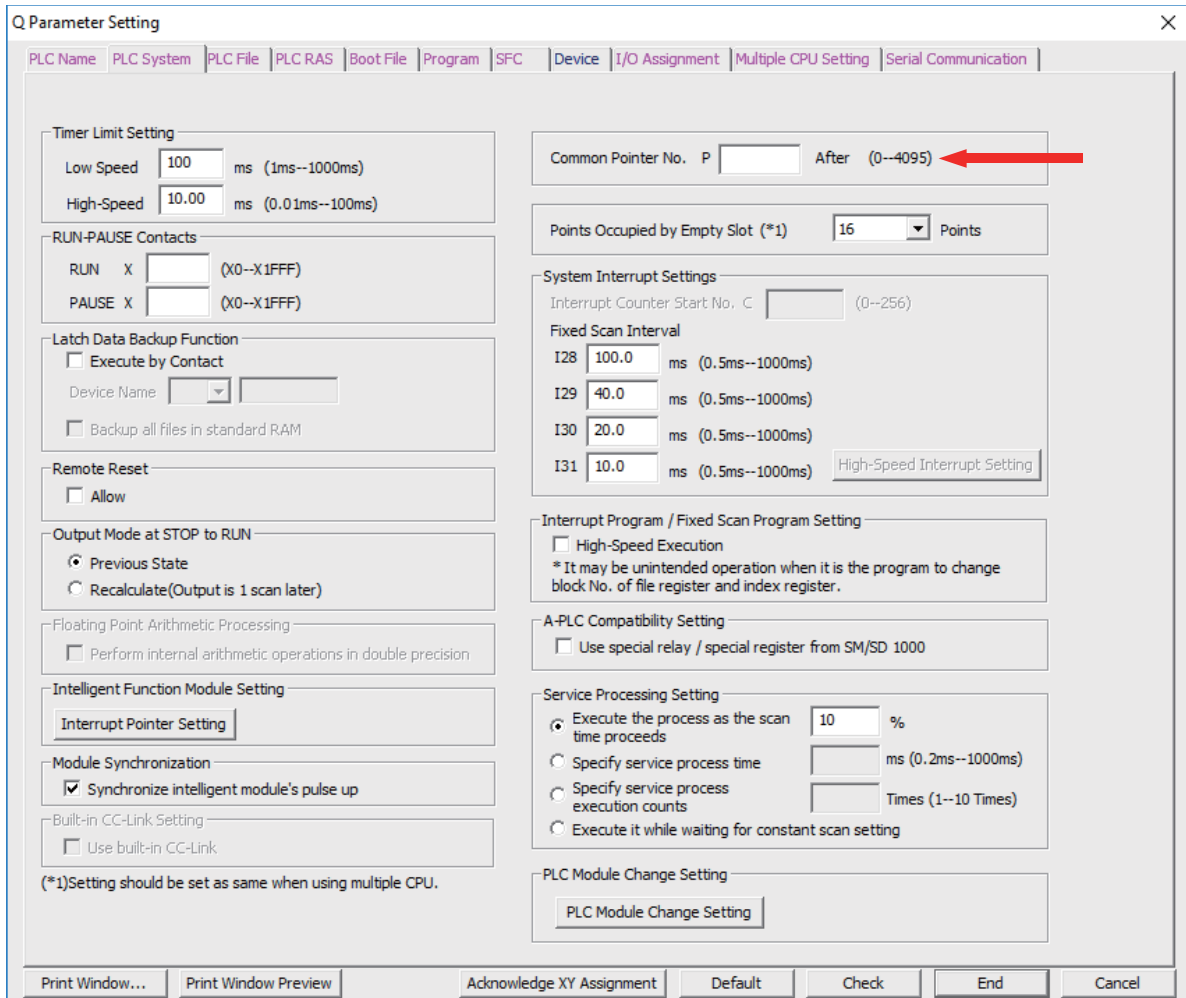 Q Parameter Setting
PLC Name PLC System PLC File PLC RAS Boot File Program SFC Device I/O Assignment Multiple CPU Setting Serial Communication
Timer Limit Setting
Low Speed 100 ms (1ms--1000ms)
High-Speed 10.00 ms (0.01ms--100ms)
RUN-PAUSE Contacts
RUN X (X0--X1FFF)
PAUSE X (X0--X1FFF)
Latch Data Backup Function
Execute by Contact
Device Name
Backup all files in standard RAM
Remote Reset
Allow
Output Mode at STOP to RUN
Previous State
Recalculate(Output is 1 scan later)
Floating Point Arithmetic Processing
Perform internal arithmetic operations in double precision
Intelligent Function Module Setting
Interrupt Pointer Setting
Module Synchronization
Synchronize intelligent module's pulse up
Built-in CC-Link Setting
Use built-in CC-Link
(*1)Setting should be set as same when using multiple CPU.
Common Pointer No. P After (0--4095)
Points Occupied by Empty Slot (*1) 16 Points
System Interrupt Settings
Interrupt Counter Start No. C (0--256)
Fixed Scan Interval
I28 100.0 ms (0.5ms--1000ms)
I29 40.0 ms (0.5ms--1000ms)
I30 20.0 ms (0.5ms--1000ms)
I31 10.0 ms (0.5ms--1000ms) High-Speed Interrupt Setting
Interrupt Program / Fixed Scan Program Setting
High-Speed Execution
* It may be unintended operation when it is the program to change
block No. of file register and index register.
A-PLC Compatibility Setting
Use special relay / special register from SM/SD 1000
Service Processing Setting
Execute the process as the scan
time proceeds 10 %
Specify service process time ms (0.2ms--1000ms)
Specify service process
execution counts Times (1--10 Times)
Execute it while waiting for constant scan setting
PLC Module Change Setting
PLC Module Change Setting
Print Window... Print Window Preview Acknowledge XY Assignment Default Check End Cancel